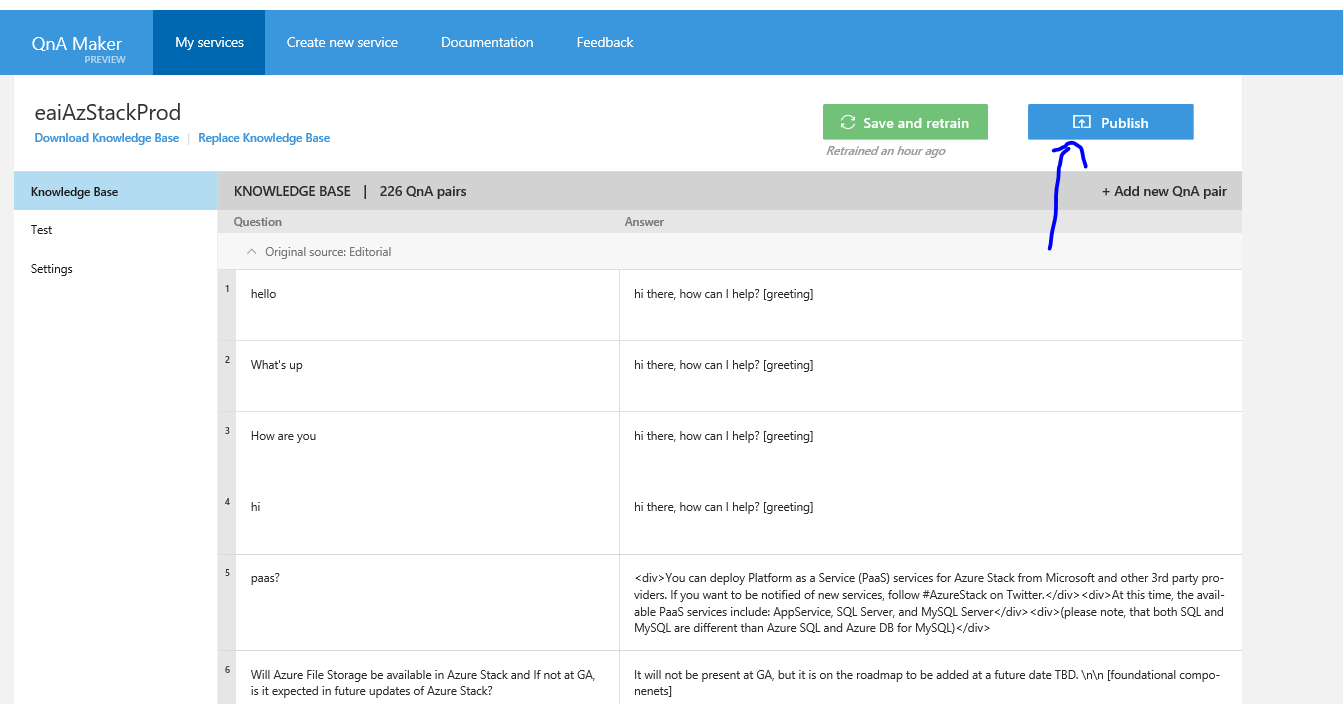 QnA Maker
PREVIEW
My services
Create new service
Documentation
Feedback
eaiAzStackProd
Download Knowledge Base | Replace Knowledge Base
Save and retrain
Retrained an hour ago
Publish
Knowledge Base
Test
Settings
KNOWLEDGE BASE | 226 QnA pairs
+ Add new QnA pair
Question
Answer
Original source: Editorial
1
hello
hi there, how can I help? [greeting]
2
What's up
hi there, how can I help? [greeting]
3
How are you
hi there, how can I help? [greeting]
4
hi
hi there, how can I help? [greeting]
5
paas?
<div>You can deploy Platform as a Service (PaaS) services for Azure Stack from Microsoft and other 3rd party pro-
viders. If you want to be notified of new services, follow #AzureStack on Twitter.</div><div>At this time, the avail-
able PaaS services include: AppService, SQL Server, and MySQL Server</div><div>(please note, that both SQL and
MySQL are different than Azure SQL and Azure DB for MySQL)</div>
6
Will Azure File Storage be available in Azure Stack and If not at GA,
is it expected in future updates of Azure Stack?
It will not be present at GA, but it is on the roadmap to be added at a future date TBD. \n\n [foundational compo-
nenets]